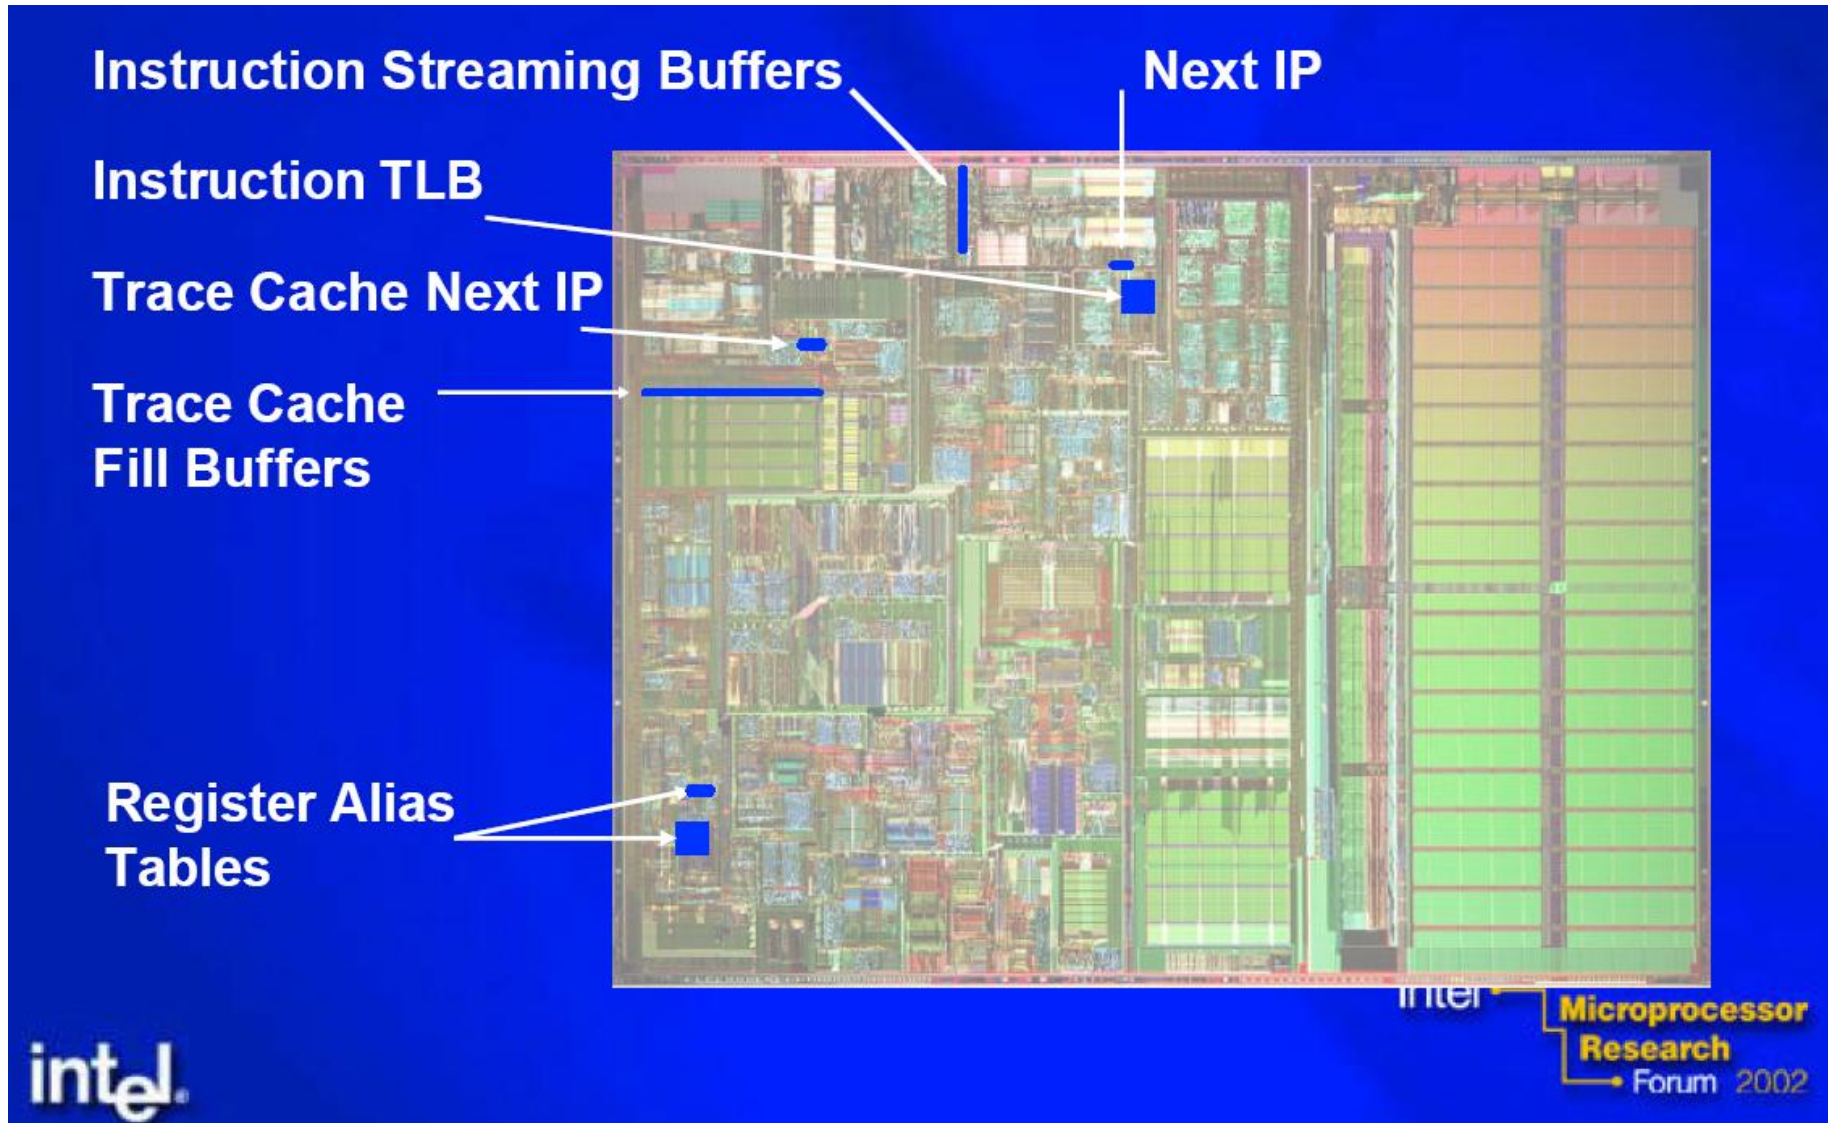 Instruction Streaming Buffers
Next IP
Instruction TLB
Trace Cache Next IP
Trace Cache
Fill Buffers
Register Alias
Tables
intel.
Intel
Microprocessor
Research
Forum 2002